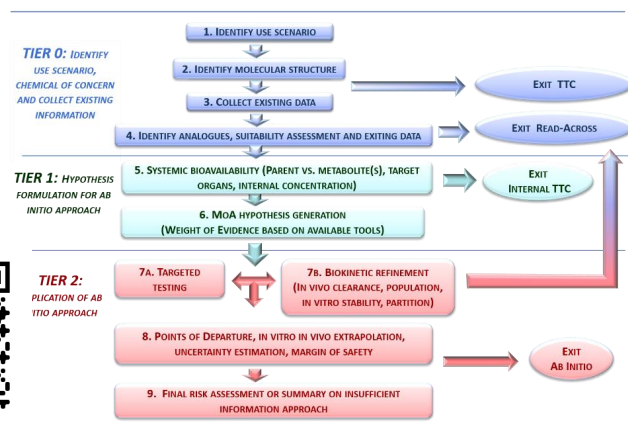 1. IDENTIFY USE SCENARIO
TIER 0: IDENTIFY
USE SCENARIO,
CHEMICAL OF CONCERN
AND COLLECT EXISTING
INFORMATION
2. IDENTIFY MOLECULAR STRUCTURE
EXIT TTC
3. COLLECT EXISTING DATA
4. IDENTIFY ANALOGUES, SUITABILITY ASSESSMENT AND EXITING DATA
EXIT READ-ACROSS
TIER 1: HYPOTHESIS
FORMULATION FOR AB
INITIO APPROACH
5. SYSTEMIC BIOAVAILABILITY (PARENT VS. METABOLITE(S), TARGET
ORGANS, INTERNAL CONCENTRATION)
EXIT
INTERNAL TTC
6. MOA HYPOTHESIS GENERATION
(WEIGHT OF EVIDENCE BASED ON AVAILABLE TOOLS)
TIER 2:
PLICATION OF AB
ITIO APPROACH
7A. TARGETED
TESTING
7B. BIOKINETIC REFINEMENT
(IN VIVO CLEARANCE, POPULATION,
IN VITRO STABILITY, PARTITION)
8. POINTS OF DEPARTURE, IN VITRO IN VIVO EXTRAPOLATION,
UNCERTAINTY ESTIMATION, MARGIN OF SAFETY
EXIT
AB INITIO
9. FINAL RISK ASSESSMENT OR SUMMARY ON INSUFFICIENT
INFORMATION APPROACH